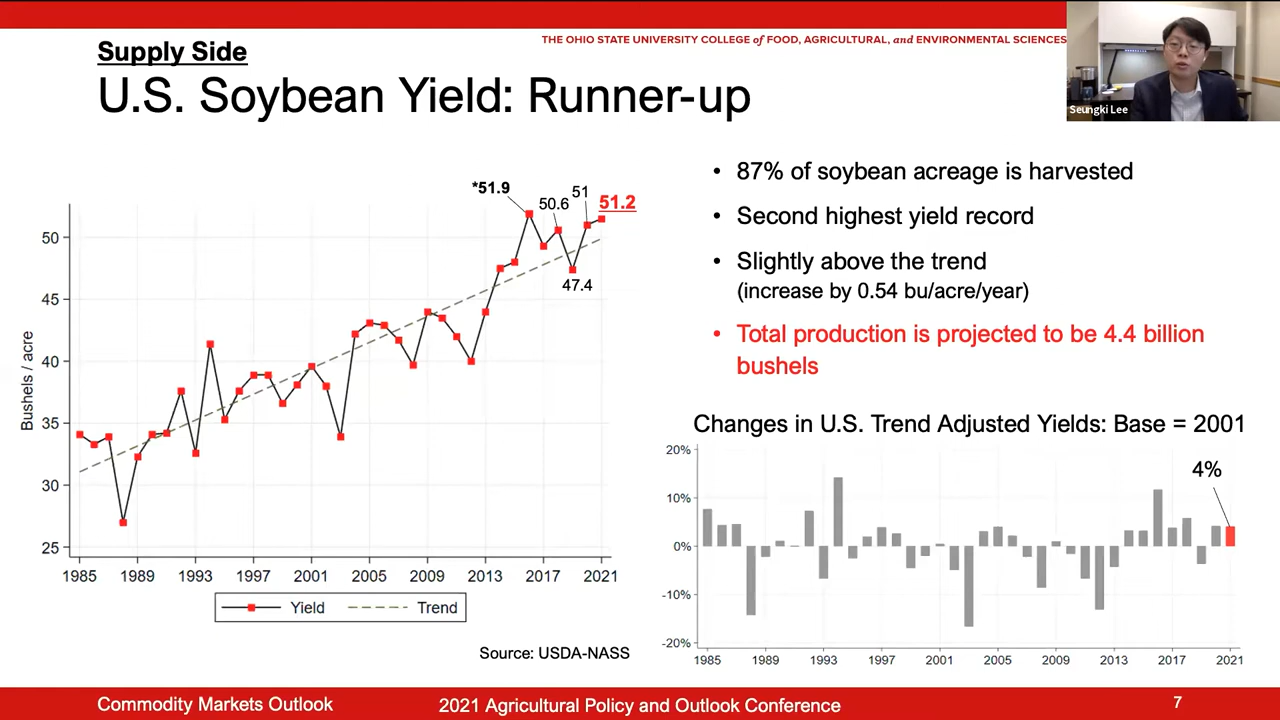 THE OHIO STATE UNIVERSITY COLLEGE of FOOD, AGRICULTURAL, and ENVIRONMENTAL SCIENCES
Supply Side
U.S. Soybean Yield: Runner-up
Seungki Lee
*51.9
50.6
51
51.2
47.4
50
45
40
35
30
25
Bushels / acre
1985 1989 1993 1997 2001 2005 2009 2013 2017 2021
Yield Trend
Source: USDA-NASS
• 87% of soybean acreage is harvested
• Second highest yield record
• Slightly above the trend
(increase by 0.54 bu/acre/year)
• Total production is projected to be 4.4 billion
bushels
Changes in U.S. Trend Adjusted Yields: Base = 2001
20%
10%
0%
-10%
-20%
4%
1985 1989 1993 1997 2001 2005 2009 2013 2017 2021
Commodity Markets Outlook
2021 Agricultural Policy and Outlook Conference
7